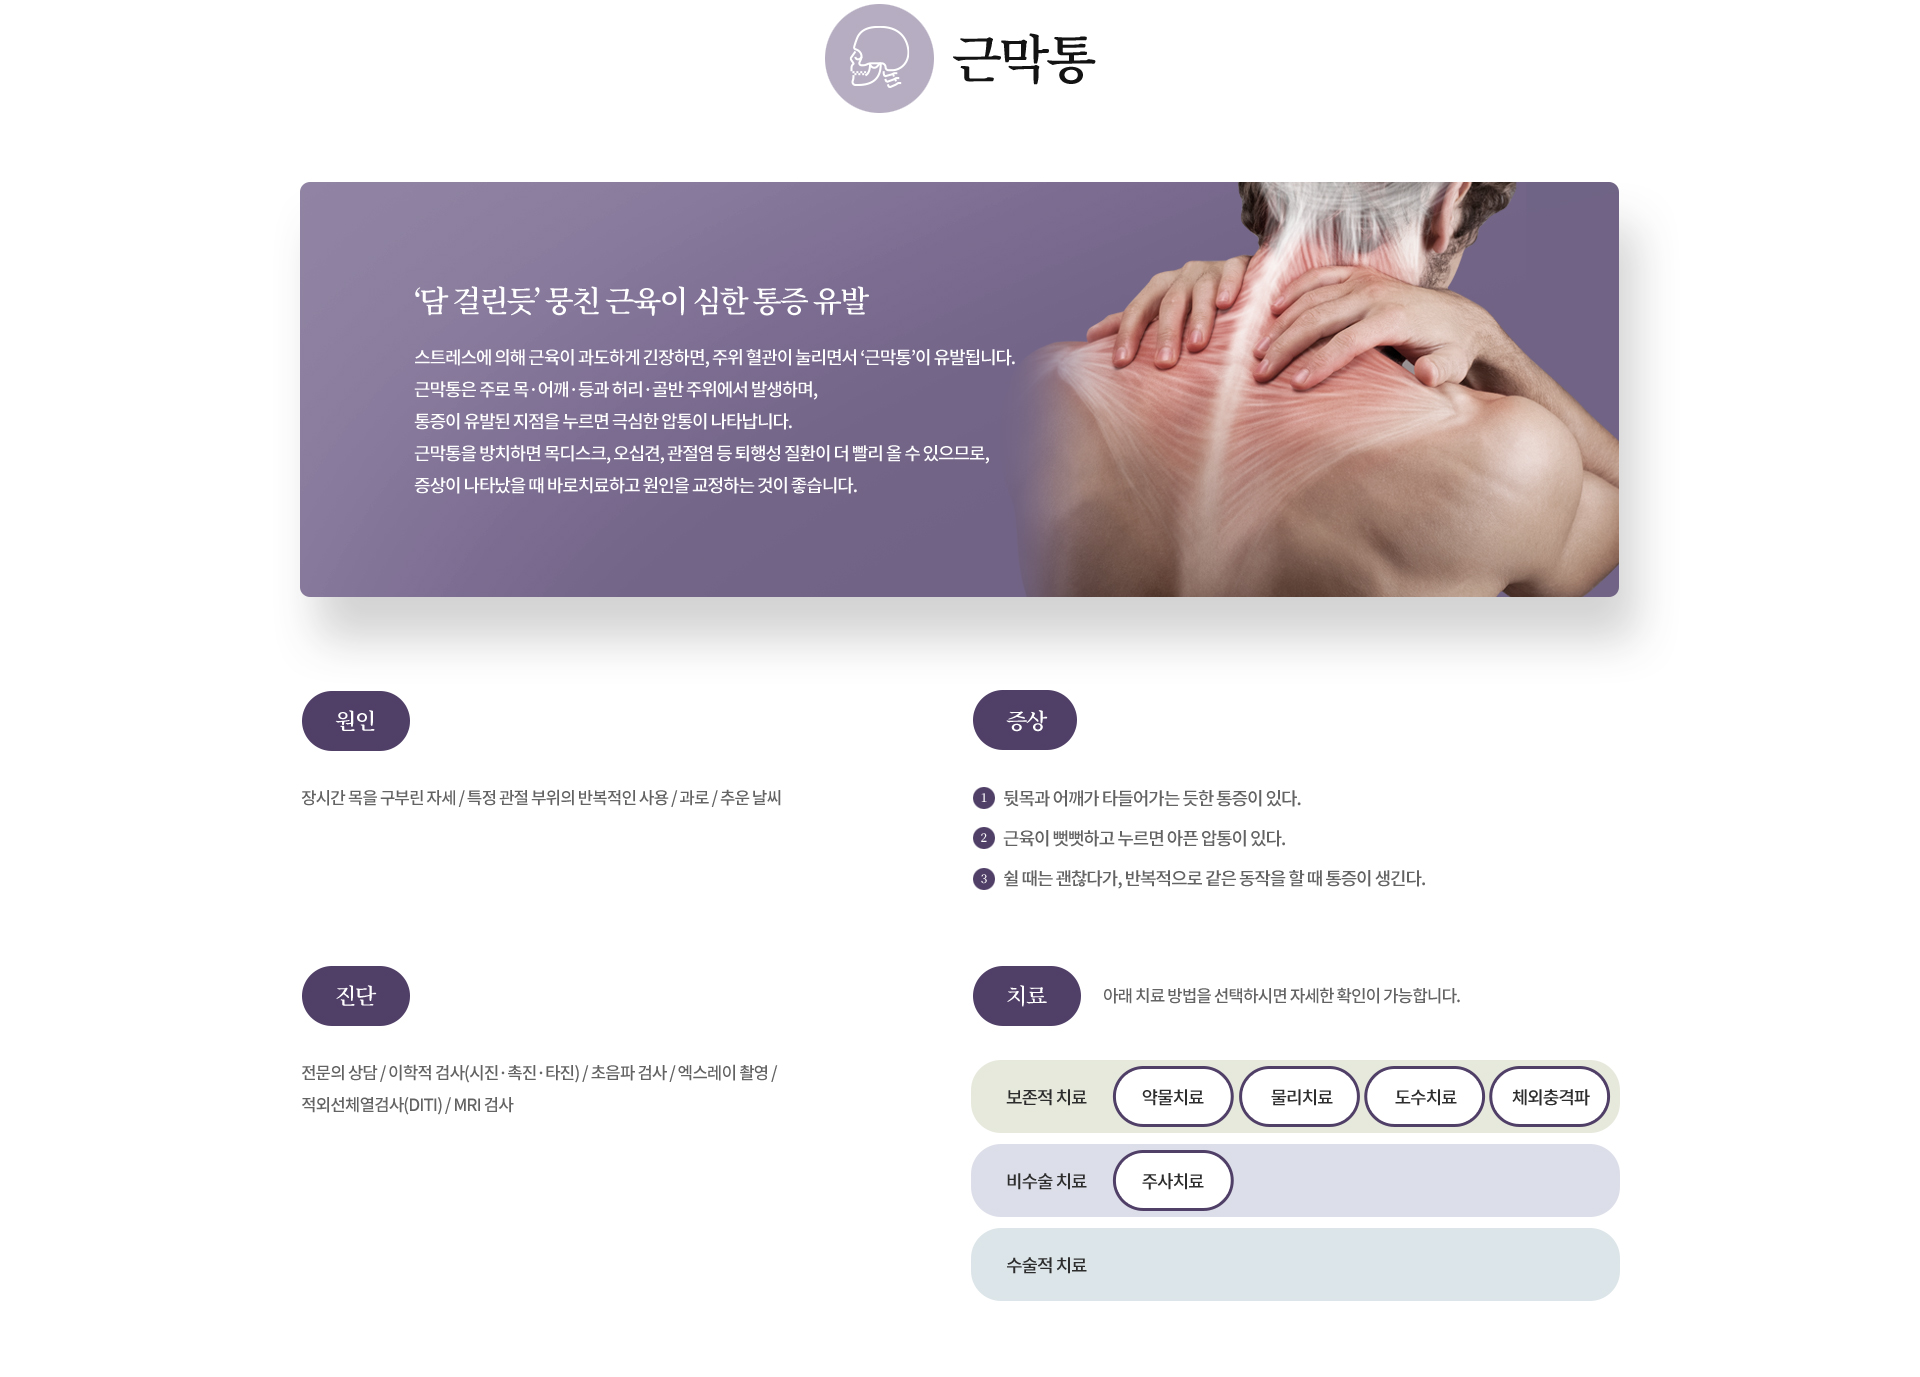 근막통
‘담 걸린듯’ 뭉친 근육이 심한 통증 유발
스트레스에 의해 근육이 과도하게 긴장하면, 주위 혈관이 눌리면서 ‘근막통’이 유발됩니다.
근막통은 주로 목·어깨·등과 허리·골반 주위에서 발생하며,
통증이 유발된 지점을 누르면 극심한 압통이 나타납니다.
근막통을 방치하면 목디스크, 오십견, 관절염 등 퇴행성 질환이 더 빨리 올 수 있으므로,
증상이 나타났을 때 바로치료하고 원인을 교정하는 것이 좋습니다.
원인
장시간 목을 구부린 자세 / 특정 관절 부위의 반복적인 사용 / 과로 / 추운 날씨
증상
1 뒷목과 어깨가 타들어가는 듯한 통증이 있다.
2 근육이 뻣뻣하고 누르면 아픈 압통이 있다.
3 쉴 때는 괜찮다가, 반복적으로 같은 동작을 할 때 통증이 생긴다.
진단
전문의 상담 / 이학적 검사(시진·촉진·타진) / 초음파 검사 / 엑스레이 촬영 /
적외선체열검사(DITI) / MRI 검사
치료 아래 치료 방법을 선택하시면 자세한 확인이 가능합니다.
보존적 치료 약물치료 물리치료 도수치료 체외충격파
비수술 치료 주사치료
수술적 치료